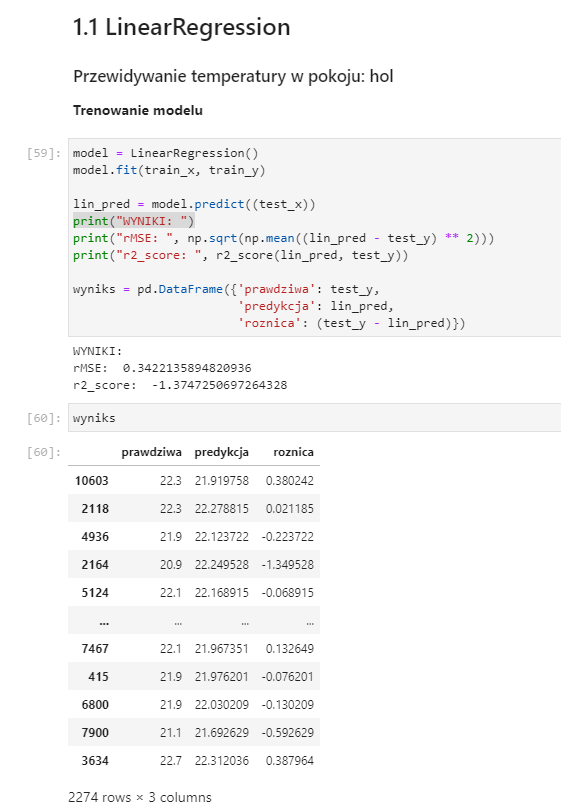 1.1 LinearRegression
Przewidywanie temperatury w pokoju: hol
Trenowanie modelu
[59]: model = LinearRegression()
model.fit(train_x, train_y)
lin_pred = model.predict((test_x))
print("WYNIKI: ")
print("rMSE: ", np.sqrt(np.mean((lin_pred - test_y) ** 2)))
print("r2_score: ", r2_score(lin_pred, test_y))
wyniks = pd.DataFrame({'prawdziwa': test_y,
'predykcja': lin_pred,
'roznica': (test_y - lin_pred)})
WYNIKI:
rMSE:  0.3422135894820936
r2_score:  -1.3747250697264328
[60]: wyniks
[60]:
prawdziwa predykcja roznica
10603 22.3 21.919758 0.380242
2118 22.3 22.278815 0.021185
4936 21.9 22.123722 -0.223722
2164 20.9 22.249528 -1.349528
5124 22.1 22.168915 -0.068915
... ... ... ...
7467 22.1 21.967351 0.132649
415 21.9 21.976201 -0.076201
6800 21.9 22.030209 -0.130209
7900 21.1 21.692629 -0.592629
3634 22.7 22.312036 0.387964
2274 rows × 3 columns